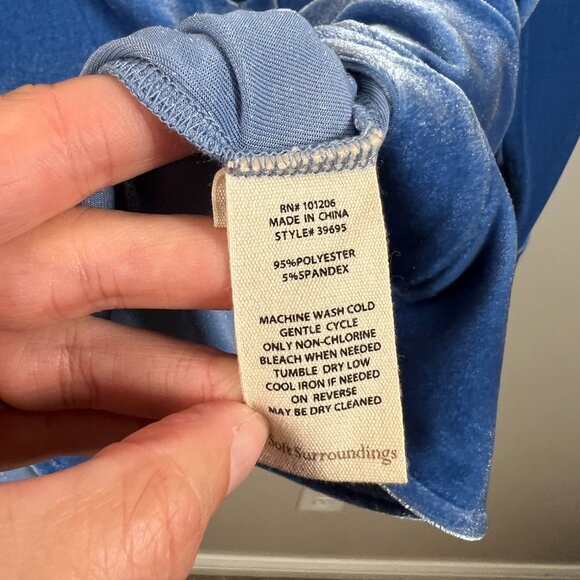 RN# 101206
MADE IN CHINA
STYLE# 39695
95%POLYESTER
5%SPANDEX
MACHINE WASH COLD
GENTLE CYCLE
ONLY NON-CHLORINE
BLEACH WHEN NEEDED
TUMBLE DRY LOW
COOL IRON IF NEEDED
ON REVERSE
MAY BE DRY CLEANED
Soft Surroundings